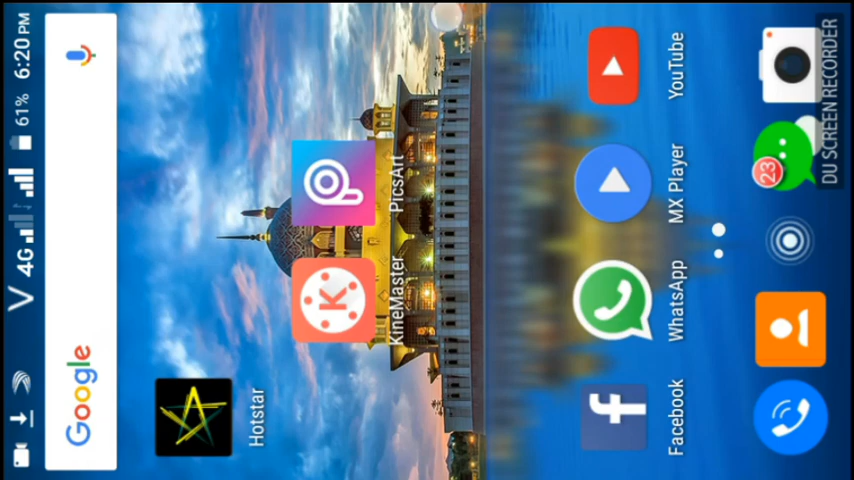 4G 61% 6:20 PM
Google
Hotstar
KineMaster
PicsArt
Facebook
WhatsApp
MX Player
YouTube
23
DU SCREEN RECORDER